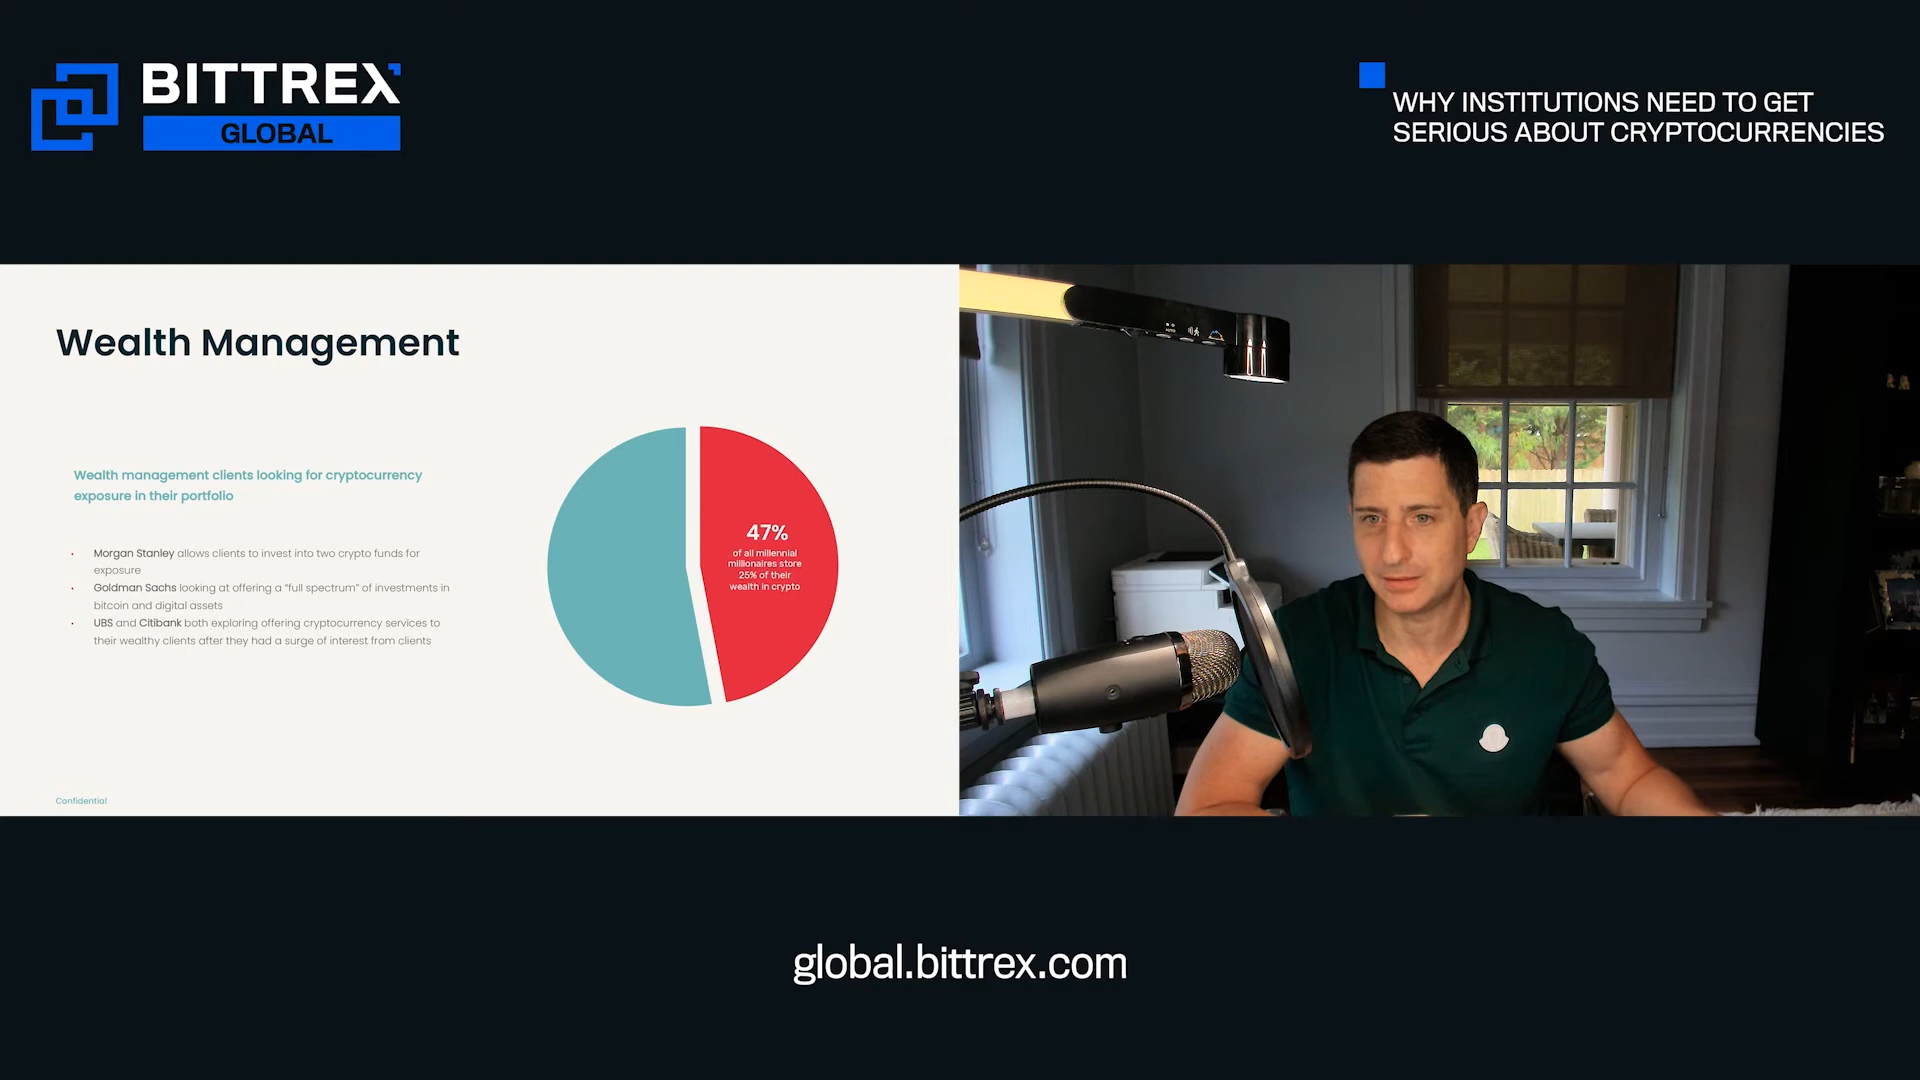 BITTREX
GLOBAL
WHY INSTITUTIONS NEED TO GET
SERIOUS ABOUT CRYPTOCURRENCIES
Wealth Management
Wealth management clients looking for cryptocurrency
exposure in their portfolio
• Morgan Stanley allows clients to invest into two crypto funds for
exposure
• Goldman Sachs looking at offering a “full spectrum” of investments in
bitcoin and digital assets
• UBS and Citibank both exploring offering cryptocurrency services to
their wealthy clients after they had a surge of interest from clients
47%
of all millennial
millionaires store
25% of their
wealth in crypto
Confidential
AUTO
global.bittrex.com